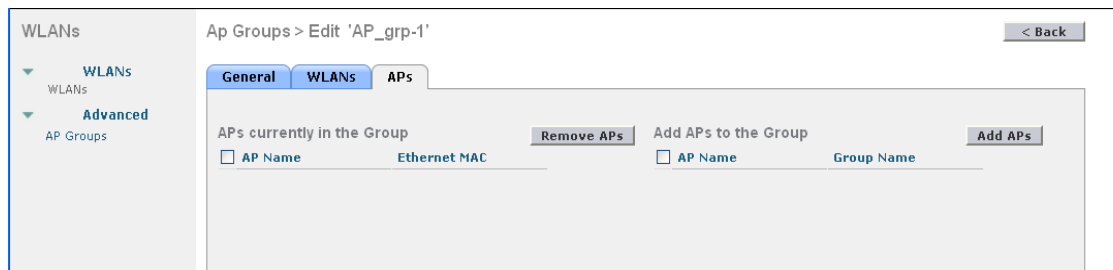 WLANs
WLANs
WLANs
Advanced
AP Groups
Ap Groups > Edit 'AP_grp-1'
< Back
General WLANs APs
APs currently in the Group Remove APs Add APs to the Group Add APs
AP Name Ethernet MAC AP Name Group Name